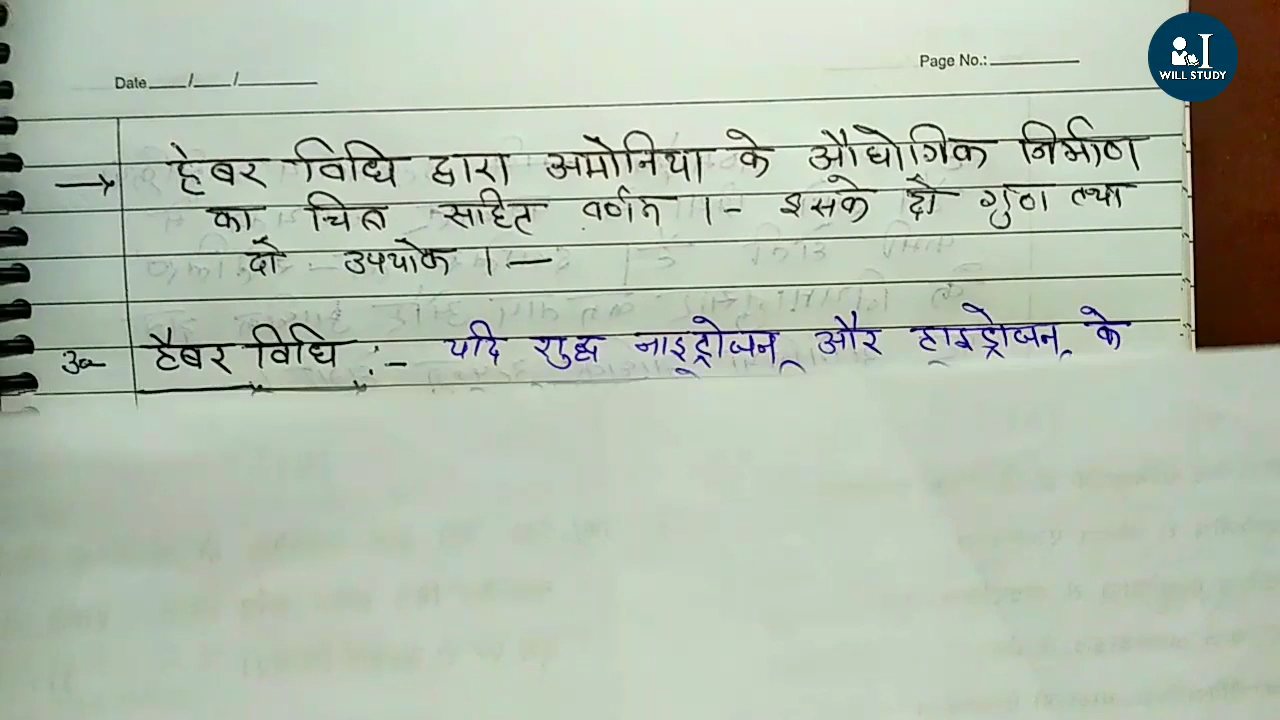 I
WILL STUDY
Page No.:
Date / /
→ हैबर विधि द्वारा अमोनिया के औधोगिक निर्माण
का चित्र सहित वर्णन ।- इसके दो गुण तथा
दो उपयोक ।—
उ० हैबर विधि :- यदि शुद्ध नाइट्रोजन् और हाइड्रोजन् के